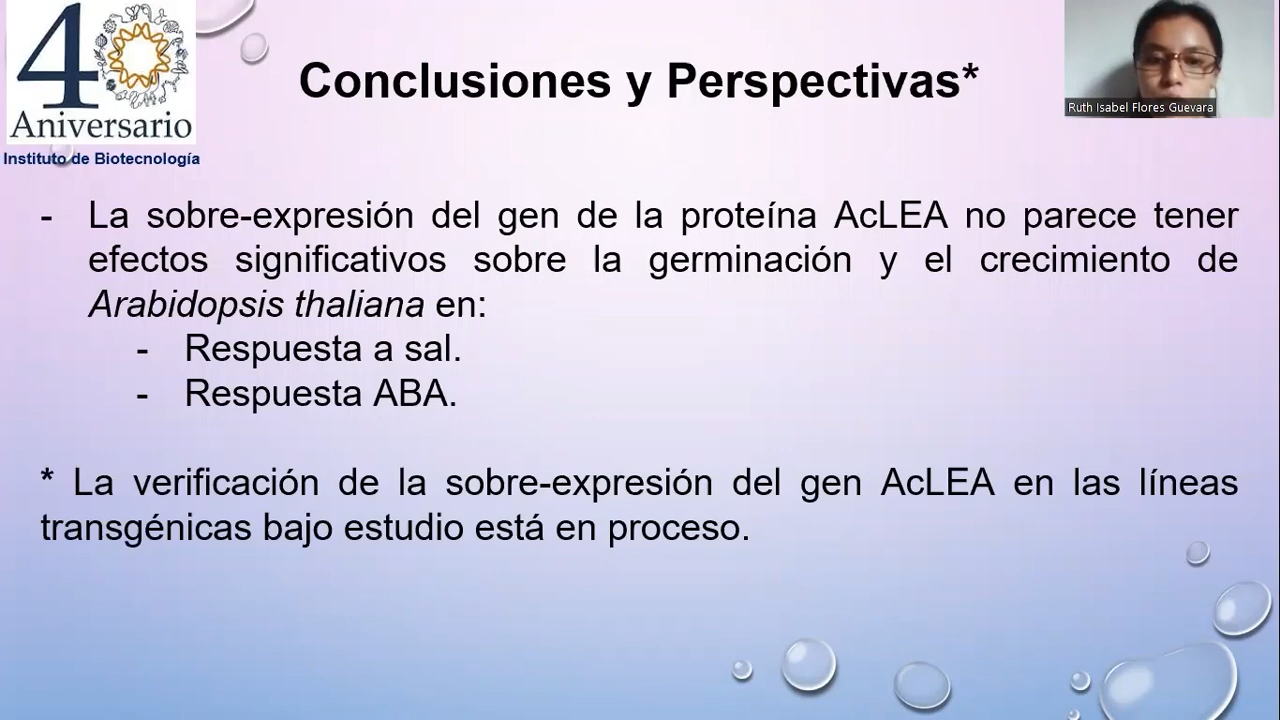 40
Aniversario
Instituto de Biotecnología
Conclusiones y Perspectivas*
Ruth Isabel Flores Guevara
- La sobre-expresión del gen de la proteína AcLEA no parece tener
efectos significativos sobre la germinación y el crecimiento de
Arabidopsis thaliana en:
- Respuesta a sal.
- Respuesta ABA.
* La verificación de la sobre-expresión del gen AcLEA en las líneas
transgénicas bajo estudio está en proceso.